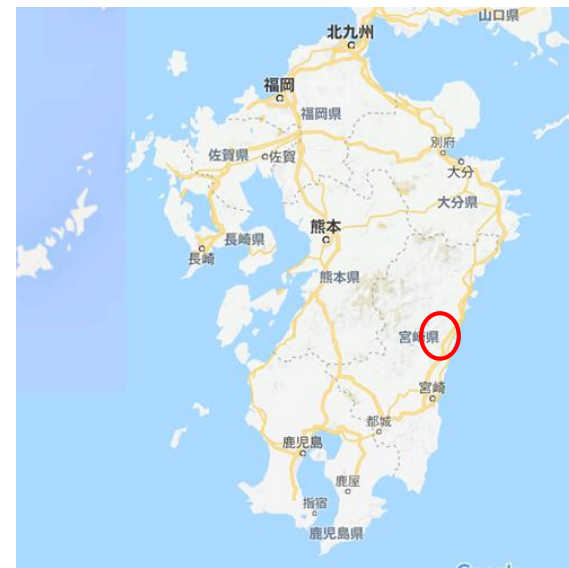 山口県
北九州
福岡
福岡県
別府
佐賀県
佐賀
大分
大分県
熊本
長崎県
長崎
熊本県
宮崎県
宮崎
都城
鹿児島
鹿屋
指宿
鹿児島県